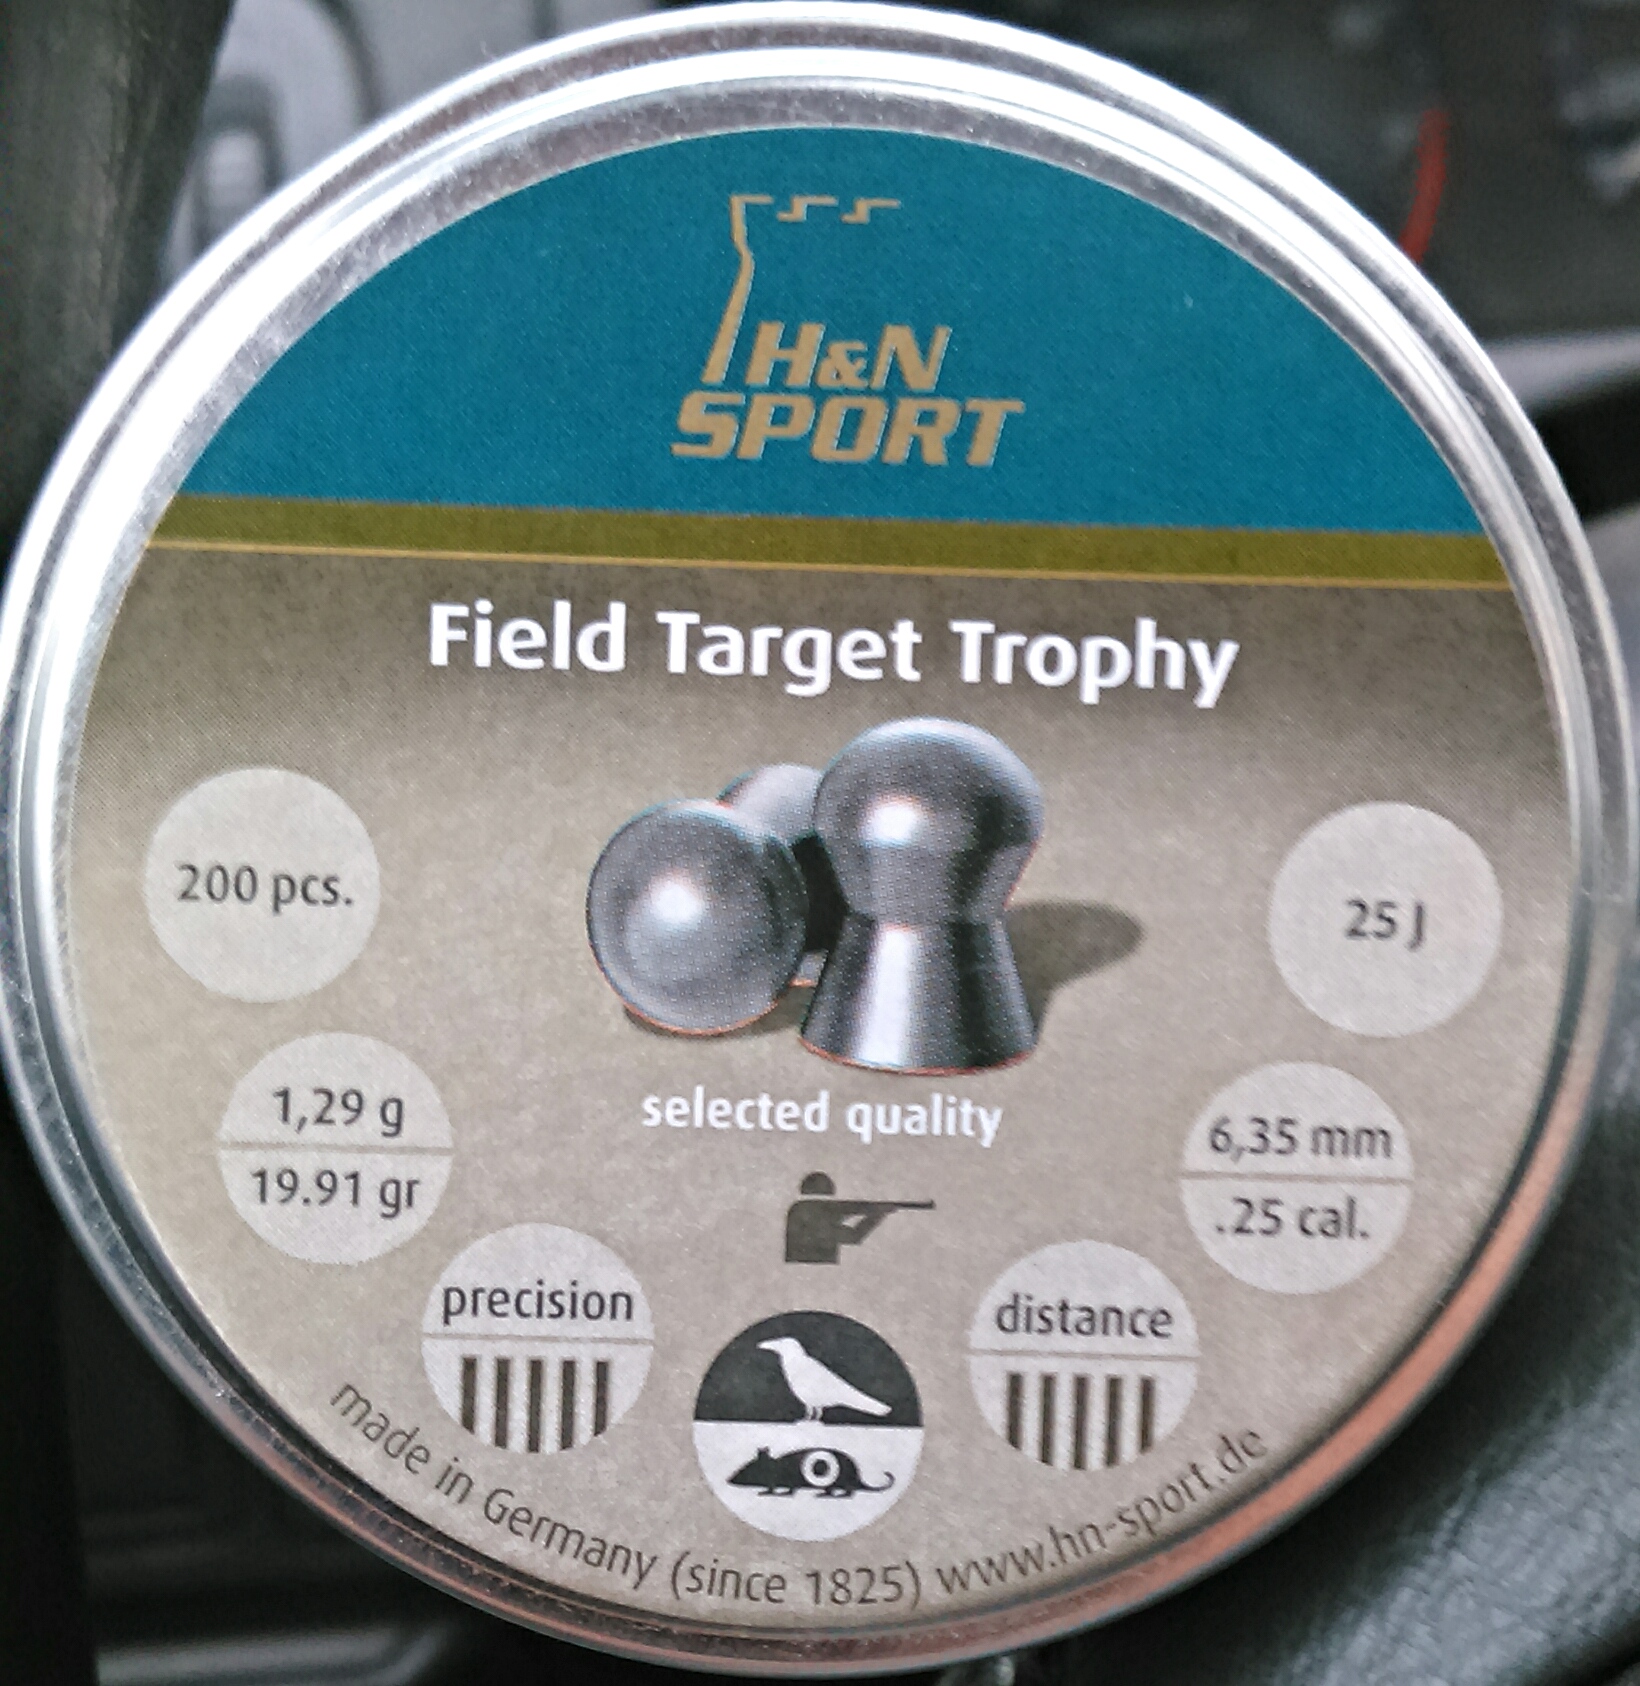 H&N
SPORT
Field Target Trophy
200 pcs.
25 J
1,29 g
19.91 gr
selected quality
6,35 mm
.25 cal.
precision
distance
made in Germany (since 1825) www.hn-sport.de